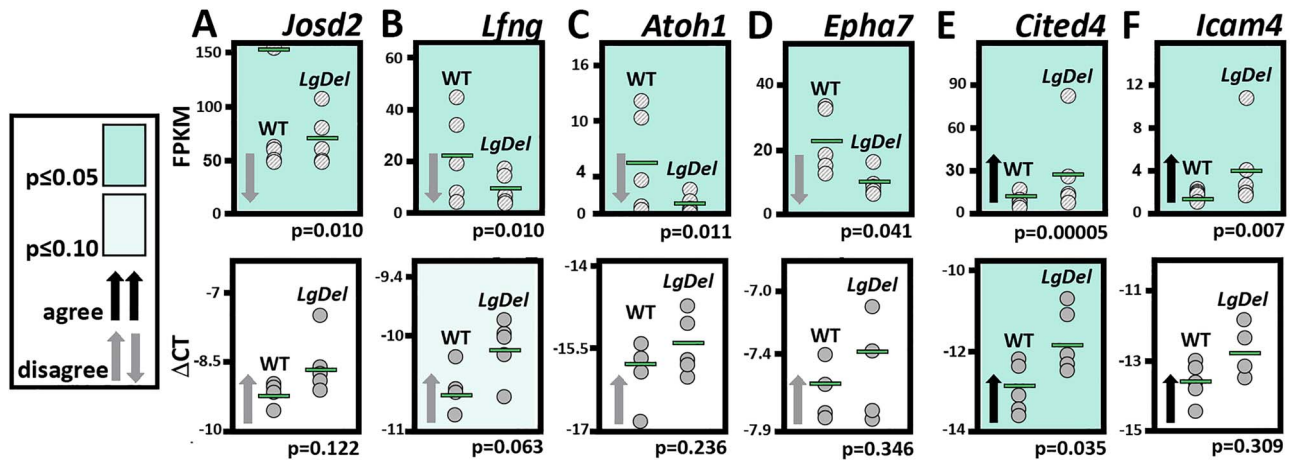 A Josd2 B Lfng C Atoh1 D Epha7 E Cited4 F Icam4
FPKM
150
100
50
0
WT
LgDel
p=0.010
60
40
20
0
WT
LgDel
p=0.010
16
12
8
4
0
WT
LgDel
p=0.011
40
20
0
WT
LgDel
p=0.041
90
60
30
0
WT
LgDel
p=0.00005
12
8
4
0
WT
LgDel
p=0.007
p≤0.05
p≤0.10
agree
disagree
ΔCT
-7
-8.5
-10
WT
LgDel
p=0.122
-9.4
-10
-11
WT
LgDel
p=0.063
-14
-15.5
-17
WT
LgDel
p=0.236
-7.0
-7.4
-7.9
WT
LgDel
p=0.346
-10
-12
-14
WT
LgDel
p=0.035
-11
-13
-15
WT
LgDel
p=0.309